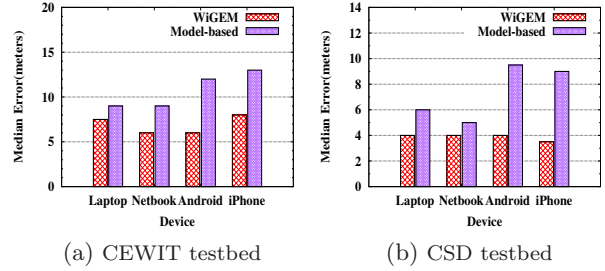 WiGEM
Model-based
Median Error(meters)
20
15
10
5
0
Laptop Netbook Android iPhone
Device
(a) CEWIT testbed
WiGEM
Model-based
Median Error(meters)
14
12
10
8
6
4
2
0
Laptop Netbook Android iPhone
Device
(b) CSD testbed